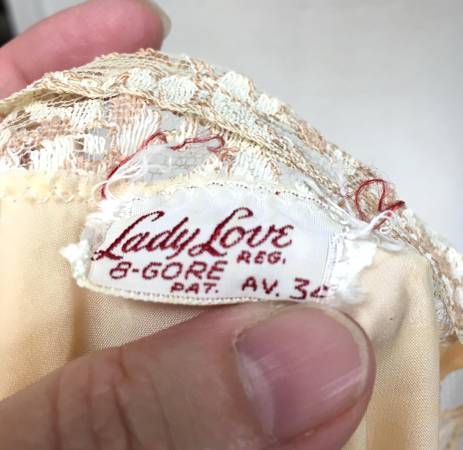 Lady Love
REG.
8-GORE
PAT. AV. 34